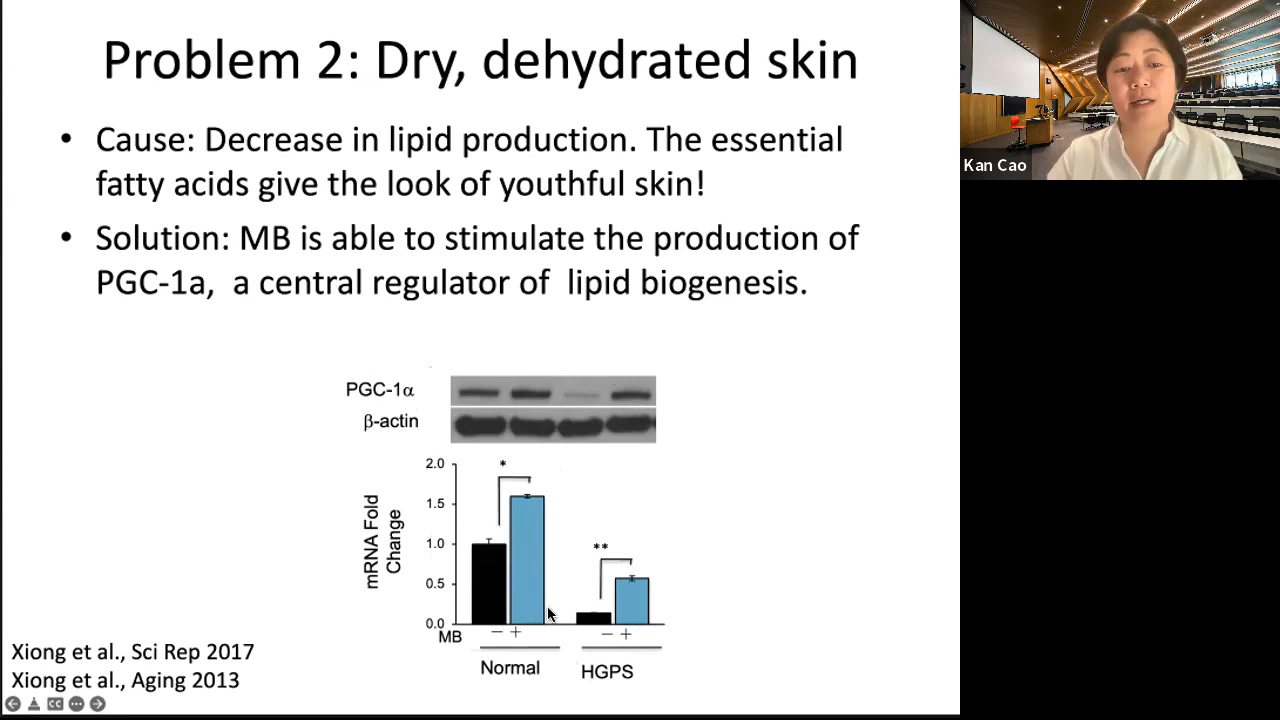 Problem 2: Dry, dehydrated skin
• Cause: Decrease in lipid production. The essential
fatty acids give the look of youthful skin!
• Solution: MB is able to stimulate the production of
PGC-1a,  a central regulator of  lipid biogenesis.
PGC-1α
β-actin
2.0
1.5
1.0
0.5
0.0
mRNA Fold
Change
*
**
MB − + − +
Normal HGPS
Xiong et al., Sci Rep 2017
Xiong et al., Aging 2013
CC
Kan Cao